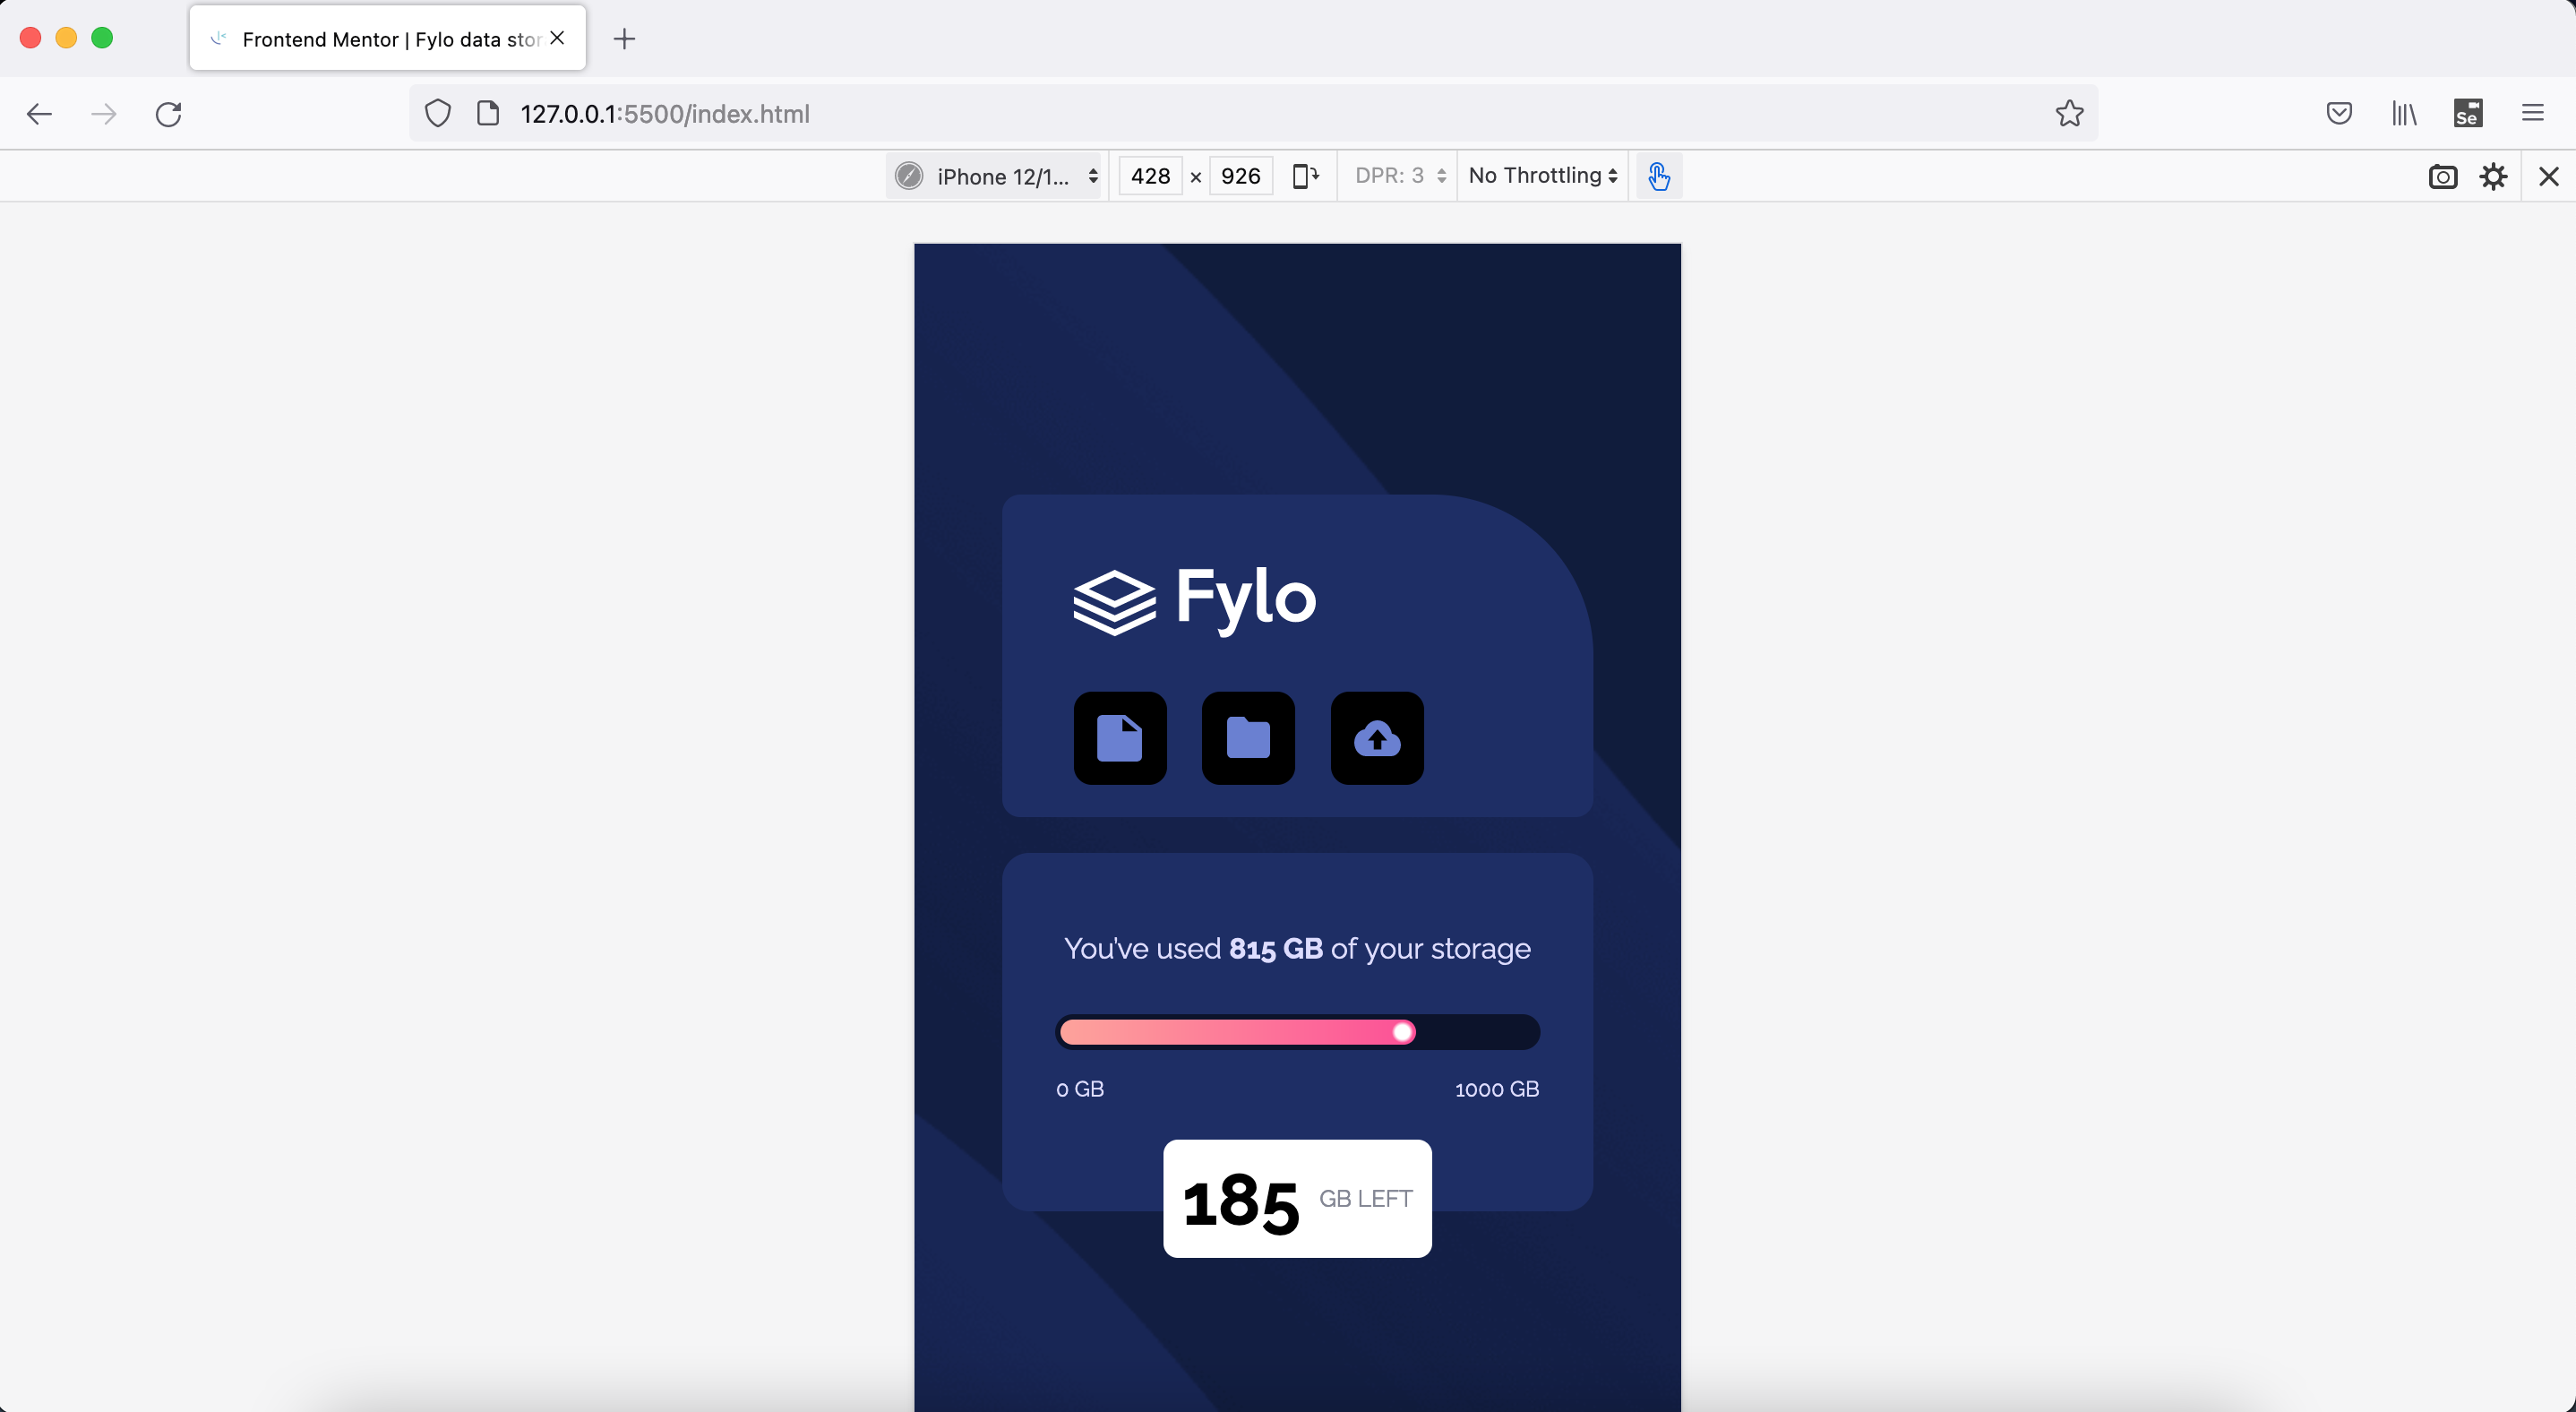 Frontend Mentor | Fylo data stor
127.0.0.1:5500/index.html
Se
iPhone 12/1... 428 × 926 DPR: 3 No Throttling
Fylo
You've used 815 GB of your storage
0 GB 1000 GB
185 GB LEFT